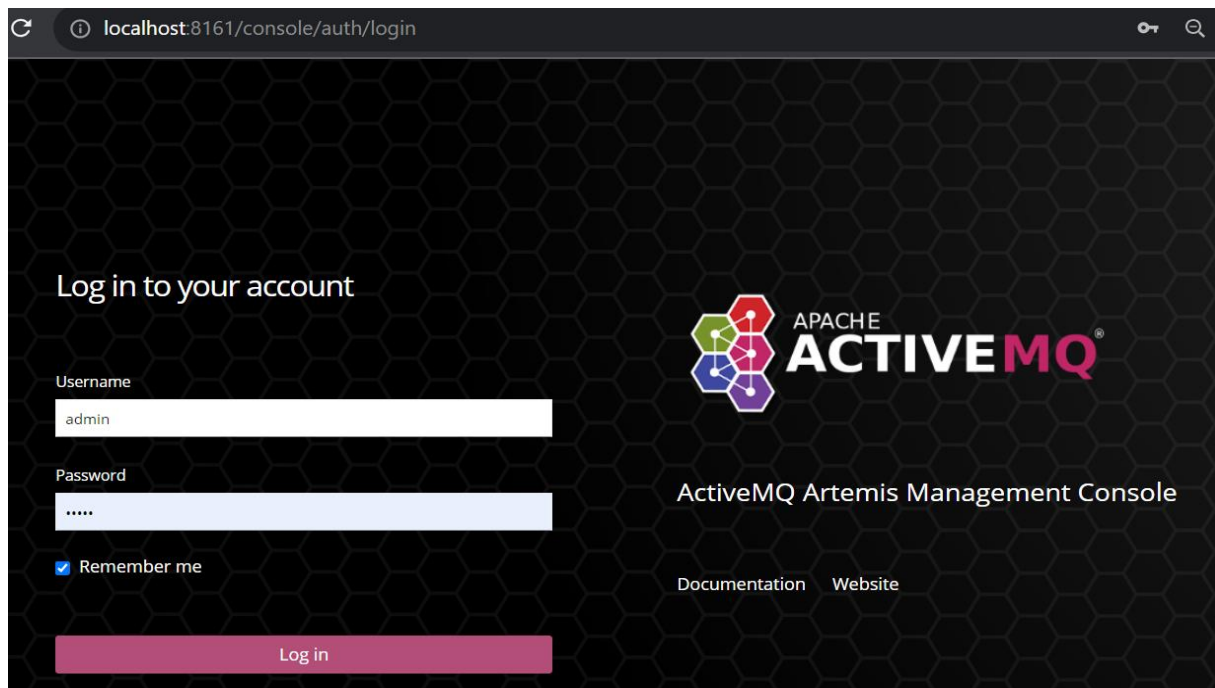 localhost:8161/console/auth/login
Log in to your account
Username
admin
Password
•••••
Remember me
Log in
APACHE
ACTIVEMQ®
ActiveMQ Artemis Management Console
Documentation Website